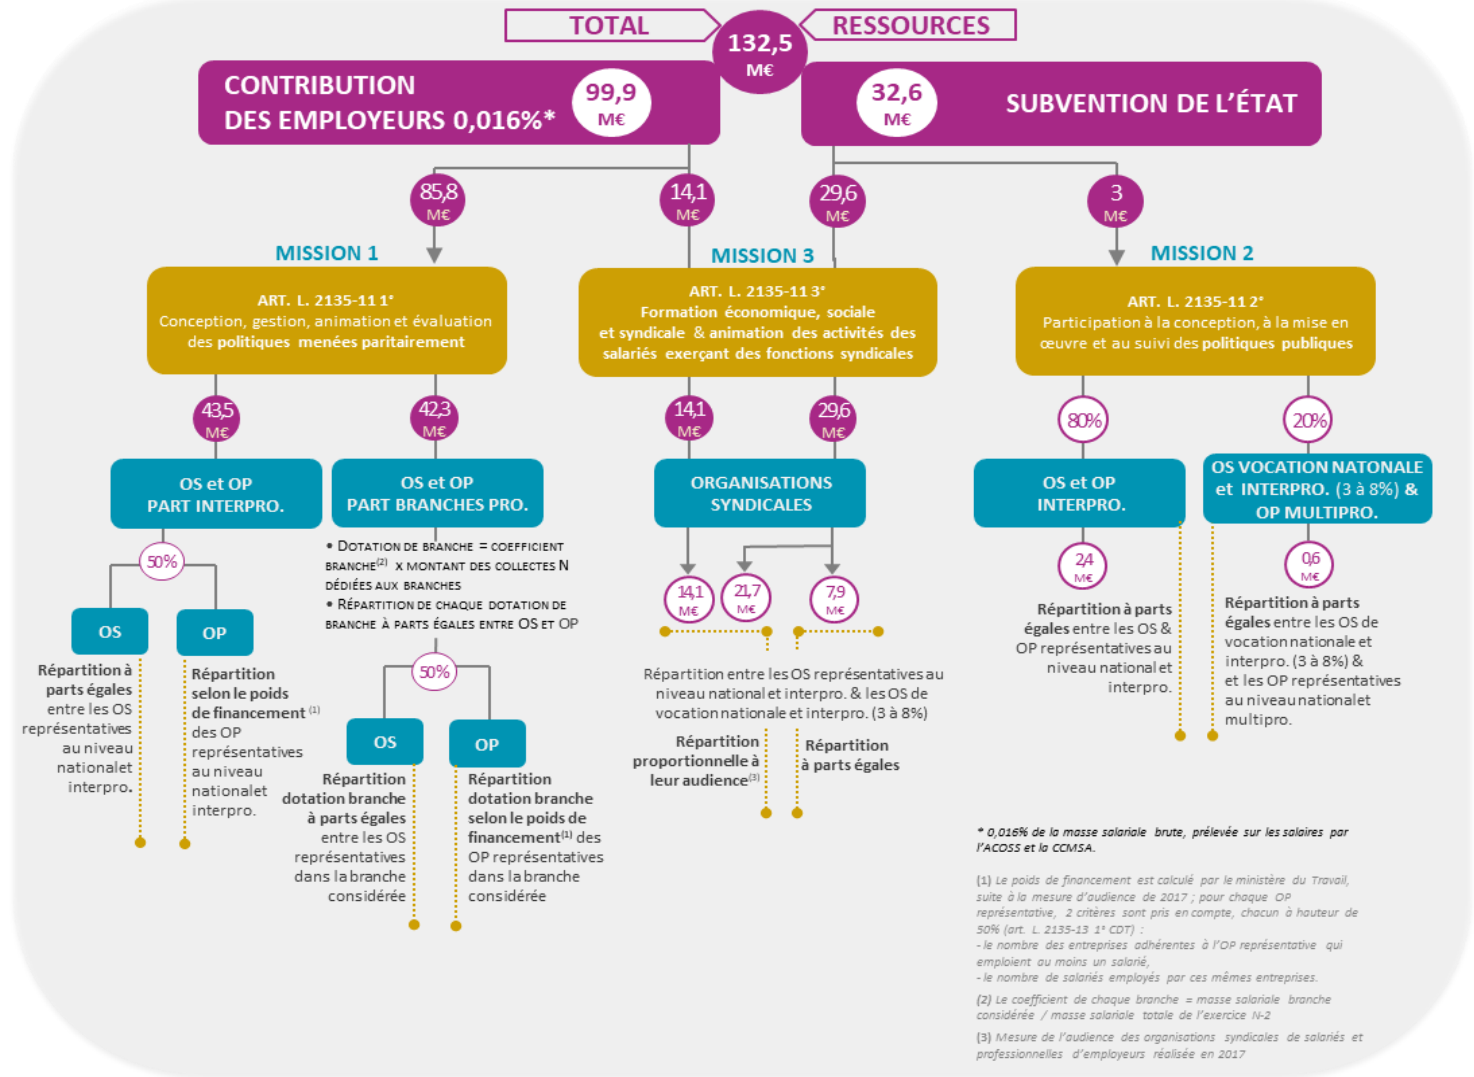 TOTAL
132,5
M€
RESSOURCES
CONTRIBUTION
DES EMPLOYEURS 0,016%*
99,9
M€
32,6
M€
SUBVENTION DE L’ÉTAT
85,8
M€
14,1
M€
29,6
M€
3
M€
MISSION 1
ART. L. 2135-11 1°
Conception, gestion, animation et évaluation
des politiques menées paritairement
MISSION 3
ART. L. 2135-11 3°
Formation économique, sociale
et syndicale & animation des activités des
salariés exerçant des fonctions syndicales
MISSION 2
ART. L. 2135-11 2°
Participation à la conception, à la mise en
œuvre et au suivi des politiques publiques
43,5
M€
42,3
M€
14,1
M€
29,6
M€
80%
20%
OS et OP
PART INTERPRO.
OS et OP
PART BRANCHES PRO.
ORGANISATIONS
SYNDICALES
OS et OP
INTERPRO.
OS VOCATION NATONALE
et INTERPRO. (3 à 8%) &
OP MULTIPRO.
50%
OS
OP
Répartition à
parts égales
entre les OS
représentatives
au niveau
national et
interpro.
Répartition
selon le poids
de financement (1)
des OP
représentatives
au niveau
national et
interpro.
• DOTATION DE BRANCHE = COEFFICIENT
BRANCHE(2) X MONTANT DES COLLECTES N
DÉDIÉES AUX BRANCHES
• RÉPARTITION DE CHAQUE DOTATION DE
BRANCHE À PARTS ÉGALES ENTRE OS ET OP
50%
OS
OP
Répartition
dotation branche
à parts égales
entre les OS
représentatives
dans la branche
considérée
Répartition
dotation branche
selon le poids de
financement(1) des
OP représentatives
dans la branche
considérée
14,1
M€
21,7
M€
7,9
M€
Répartition entre les OS représentatives au
niveau national et interpro. & les OS de
vocation nationale et interpro. (3 à 8%)
Répartition
proportionnelle à
leur audience(3)
Répartition
à parts égales
2,4
M€
Répartition à parts
égales entre les OS &
OP représentatives au
niveau national et
interpro.
0,6
M€
Répartition à parts
égales entre les OS de
vocation nationale et
interpro. (3 à 8%) &
et les OP représentatives
au niveau national et
multipro.
* 0,016% de la masse salariale brute, prélevée sur les salaires par
l’ACOSS et la CCMSA.
(1) Le poids de financement est calculé par le ministère du Travail,
suite à la mesure d’audience de 2017 ; pour chaque OP
représentative, 2 critères sont pris en compte, chacun à hauteur de
50% (art. L. 2135-13 1° CDT) :
- le nombre des entreprises adhérentes à l’OP représentative qui
emploient au moins un salarié,
- le nombre de salariés employés par ces mêmes entreprises.
(2) Le coefficient de chaque branche = masse salariale branche
considérée / masse salariale totale de l’exercice N-2
(3) Mesure de l’audience des organisations syndicales de salariés et
professionnelles d’employeurs réalisée en 2017